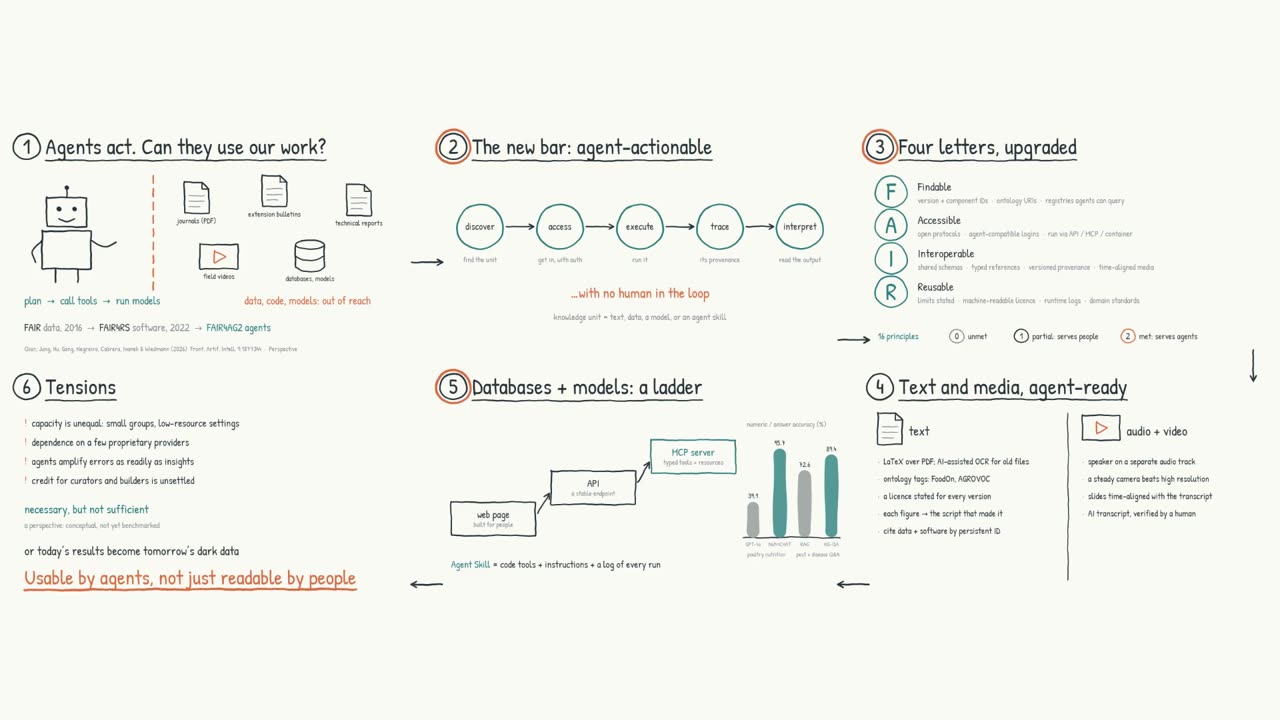 1 Agents act. Can they use our work?
journals (PDF)
extension bulletins
technical reports
field videos
databases, models
plan → call tools → run models
data, code, models: out of reach
FAIR data, 2016 → FAIR4RS software, 2022 → FAIR4AG2 agents
(2026) Front. Artif. Intell. · Perspective
2 The new bar: agent-actionable
discover → access → execute → trace → interpret
find the unit
get in, with auth
run it
its provenance
read the output
...with no human in the loop
knowledge unit = text, data, a model, or an agent skill
3 Four letters, upgraded
F Findable
version + component IDs · ontology URIs · registries agents can query
A Accessible
open protocols · agent-compatible logins · run via API / MCP / container
I Interoperable
shared schemas · typed references · versioned provenance · time-aligned media
R Reusable
limits stated · machine-readable licence · runtime logs · domain standards
16 principles
0 unmet
1 partial: serves people
2 met: serves agents
4 Text and media, agent-ready
text
· LaTeX over PDF; AI-assisted OCR for old files
· ontology tags: FoodOn, AGROVOC
· a licence stated for every version
· each figure → the script that made it
· cite data + software by persistent ID
audio + video
· speaker on a separate audio track
· a steady camera beats high resolution
· slides time-aligned with the transcript
· AI transcript, verified by a human
5 Databases + models: a ladder
web page
built for people
API
a stable endpoint
MCP server
typed tools + resources
numeric / answer accuracy (%)
39.1
95.7
72.6
89.4
RAG
KG-QA
poultry nutrition
pest + disease Q&A
Agent Skill = code tools + instructions + a log of every run
6 Tensions
! capacity is unequal: small groups, low-resource settings
! dependence on a few proprietary providers
! agents amplify errors as readily as insights
! credit for curators and builders is unsettled
necessary, but not sufficient
a perspective: conceptual, not yet benchmarked
or today's results become tomorrow's dark data
Usable by agents, not just readable by people